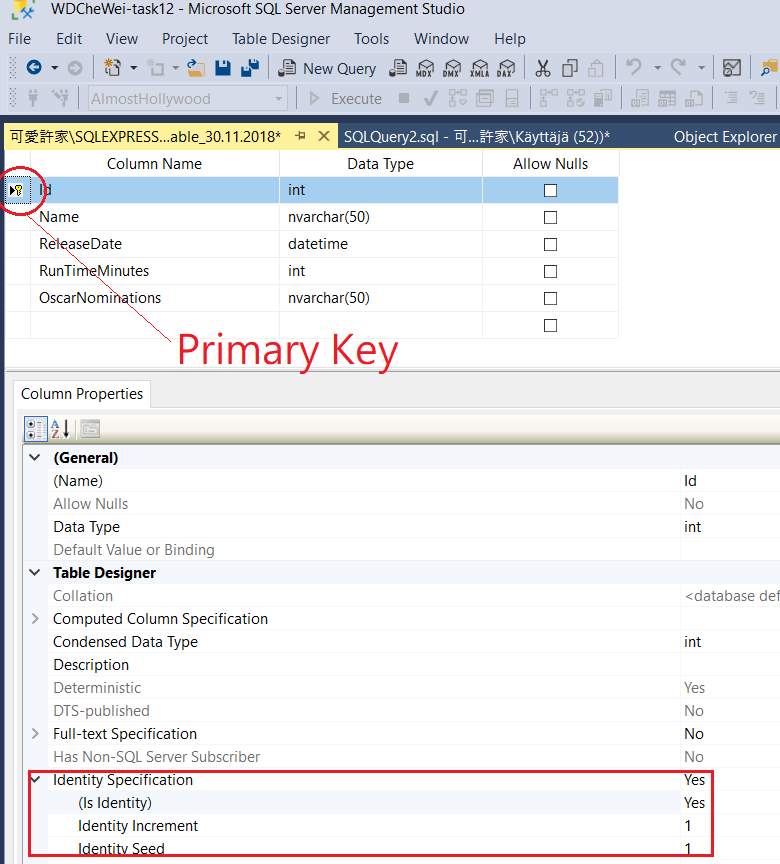 WDCheWei-task12 - Microsoft SQL Server Management Studio
File Edit View Project Table Designer Tools Window Help
New Query MDX DMX XMLA DAX
AlmostHollywood Execute
可愛許家\SQLEXPRESS...able_30.11.2018* SQLQuery2.sql - 可...許家\Käyttäjä (52))* Object Explorer
Column Name Data Type Allow Nulls
Id int
Name nvarchar(50)
ReleaseDate datetime
RunTimeMinutes int
OscarNominations nvarchar(50)
Primary Key
Column Properties
A
Z
(General)
(Name) Id
Allow Nulls No
Data Type int
Default Value or Binding
Table Designer
Collation <database def
Computed Column Specification
Condensed Data Type int
Description
Deterministic Yes
DTS-published No
Full-text Specification No
Has Non-SQL Server Subscriber No
Identity Specification Yes
(Is Identity) Yes
Identity Increment 1
Identity Seed 1